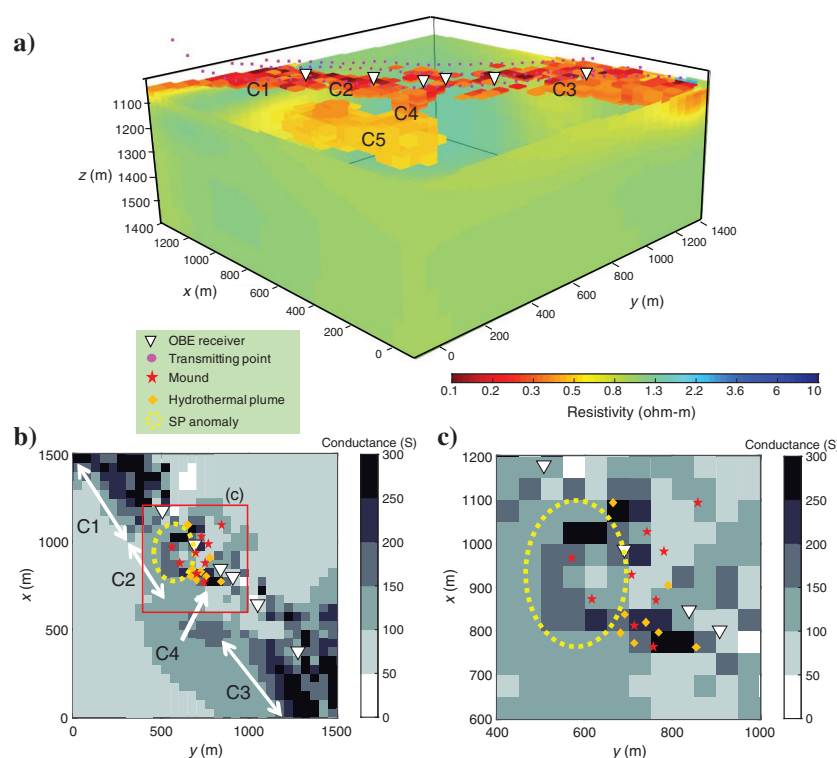 a)
C1
C2
C3
C4
C5
1100
1200
1300
1400
1500
1400
z (m)
1200
1000
800
600
400
200
0
x (m)
0
200
400
600
800
1000
1200
1400
y (m)
OBE receiver
Transmitting point
Mound
Hydrothermal plume
SP anomaly
0.1 0.2 0.3 0.5 0.8 1.3 2.2 3.6 6 10
Resistivity (ohm-m)
b)
Conductance (S)
1500
1000
500
0
x (m)
0 500 1000 1500
y (m)
C1
C2
C4
C3
(c)
300
250
200
150
100
50
0
c)
Conductance (S)
1200
1100
1000
900
800
700
600
x (m)
400 600 800 1000
y (m)
300
250
200
150
100
50
0